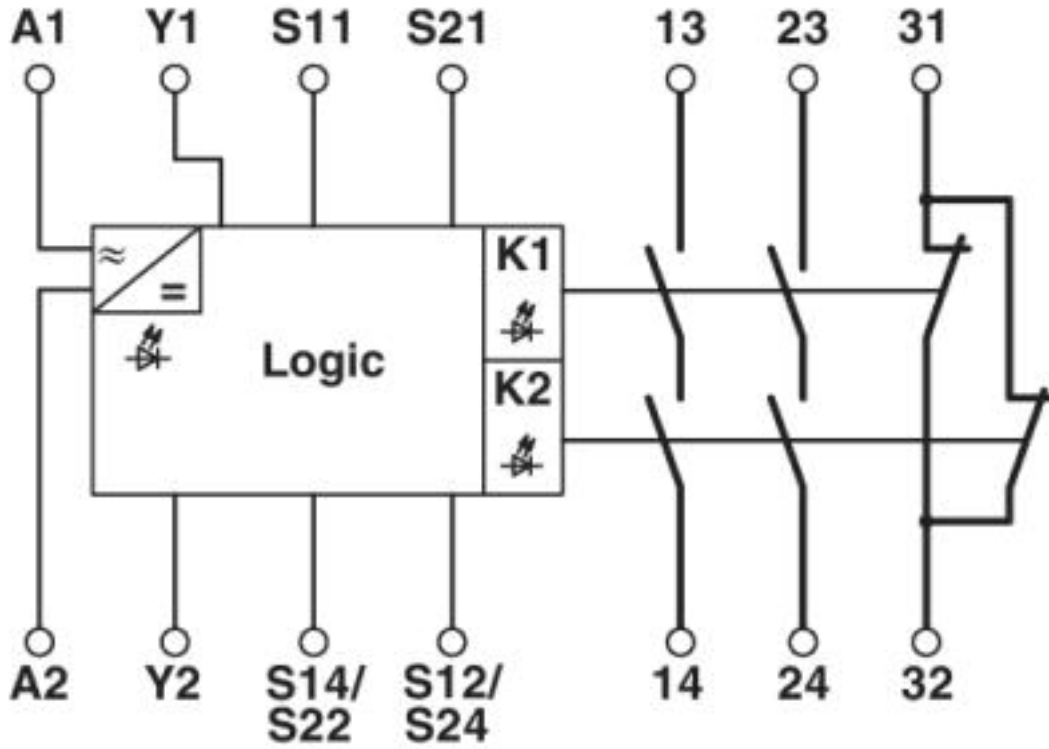 A1 Y1 S11 S21 13 23 31
≈
=
K1
Logic
K2
A2 Y2 S14/ S12/ 14 24 32
S22 S24